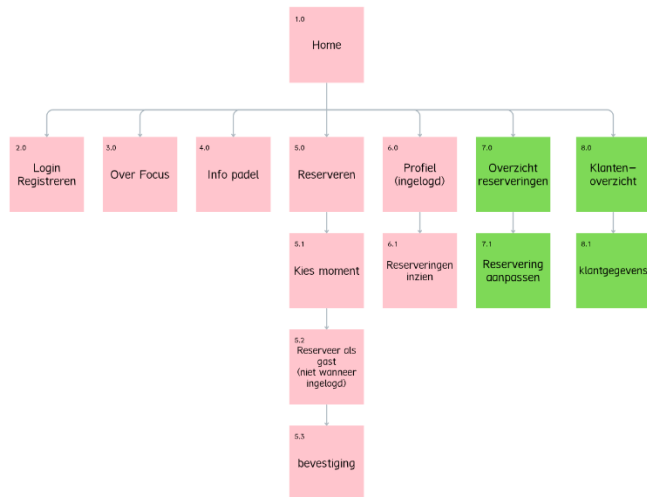 1.0
Home
2.0
Login
Registreren
3.0
Over Focus
4.0
Info padel
5.0
Reserveren
6.0
Profiel
(ingelogd)
7.0
Overzicht
reserveringen
8.0
Klanten-
overzicht
5.1
Kies moment
6.1
Reserveringen
inzien
7.1
Reservering
aanpassen
8.1
klantgegevens
5.2
Reserveer als
gast
(niet wanneer
ingelogd)
5.3
bevestiging